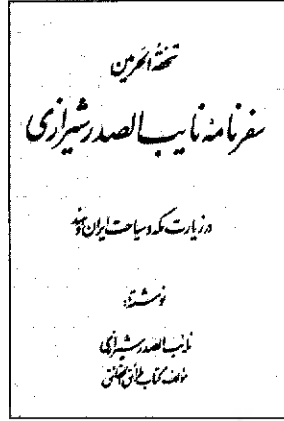 تحفة الحرمین
سفرنامهٔ نایب الصدر شیرازی
در زیارت مکه و سیاحت ایران و هند
نوشتهٔ
نایب الصدر شیرازی
مؤلف کتاب طرائق الحقائق